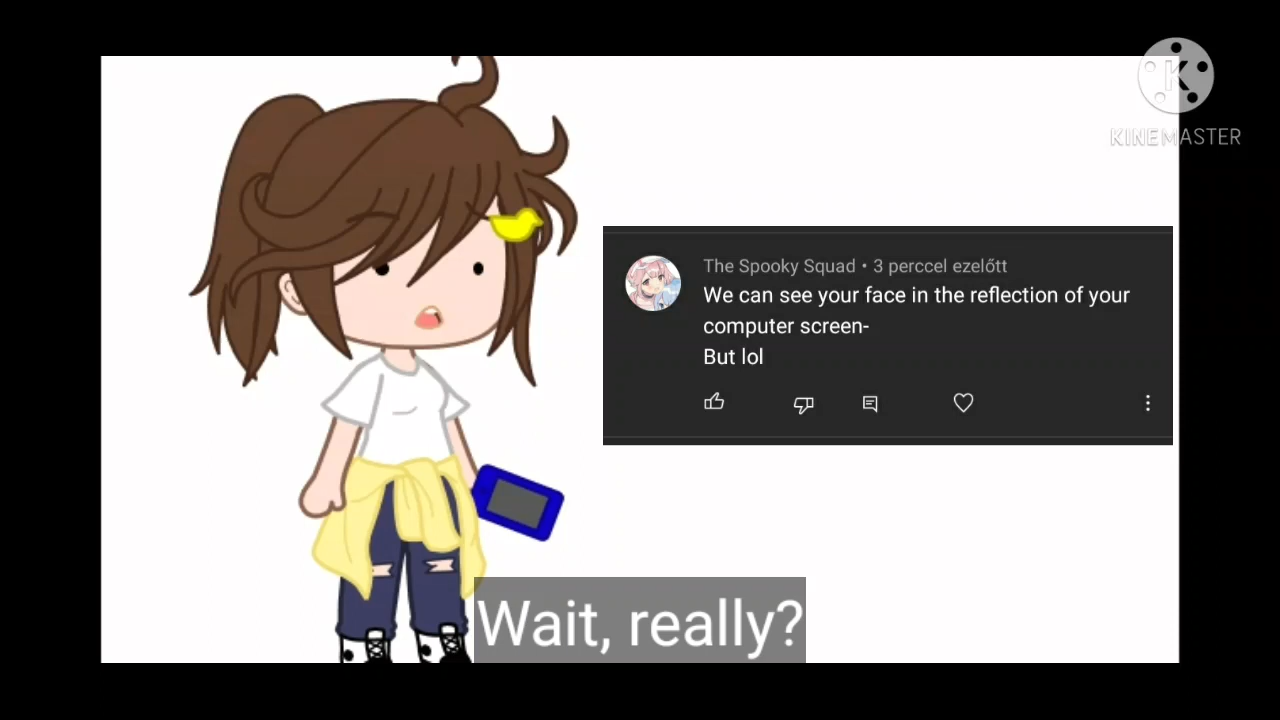 K
KINEMASTER
The Spooky Squad • 3 perccel ezelőtt
We can see your face in the reflection of your
computer screen-
But lol
Wait, really?